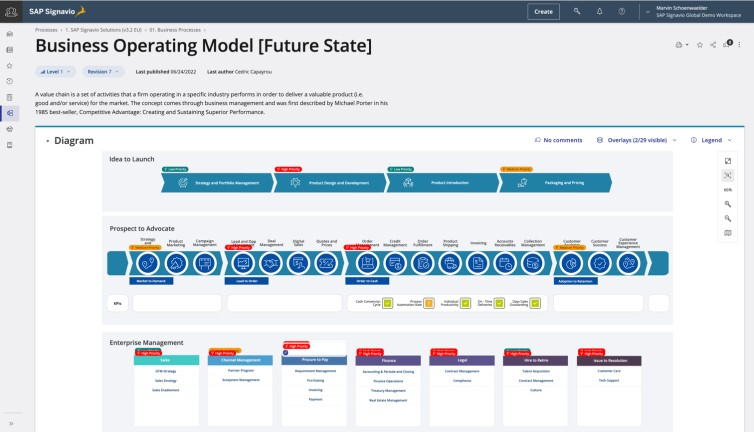 SAP Signavio
Create
Marvin Schoenwaelder
SAP Signavio Global Demo Workspace
Processes › 1. SAP Signavio Solutions (v3.2 EU) › 01. Business Processes ›
Business Operating Model [Future State]
Level 1
Revision 7
Last published 06/24/2022
Last author Cedric Capayrou
A value chain is a set of activities that a firm operating in a specific industry performs in order to deliver a valuable product (i.e.
good and/or service) for the market. The concept comes through business management and was first described by Michael Porter in his
1985 best-seller, Competitive Advantage: Creating and Sustaining Superior Performance.
Diagram
No comments
Overlays (2/29 visible)
Legend
66%
Idea to Launch
Low Priority
High Priority
Low Priority
Medium Priority
Strategy and Portfolio Management
Product Design and Development
Product Introduction
Packaging and Pricing
Prospect to Advocate
Strategy and
Product Marketing
Campaign Management
Lead and Opp
Deal Management
Digital Sales
Quotes and Prices
Order
Credit Management
Order Fulfillment
Product Shipping
Invoicing
Accounts Receivables
Collection Management
Customer
Customer Success
Customer Experience Management
Medium Priority
High Priority
High Priority
Medium Priority
Market to Demand
Lead to Order
Order to Cash
Adoption to Retention
KPIs
Cash Conversion Cycle
Process Automation Rate
Individual Productivity
On - Time Deliveries
Days Sales Outstanding
Enterprise Management
High Priority
High Priority
High Priority
High Priority
High Priority
High Priority
High Priority
Sales
GTM Strategy
Sales Strategy
Sales Enablement
Channel Management
Partner Program
Ecosystem Management
Procure to Pay
Requirement Management
Purchasing
Invoicing
Payment
Finance
Accounting & Periods end Closing
Finance Operations
Treasury Management
Real Estate Management
Legal
Contract Management
Compliance
Hire to Retire
Talent Acquisition
Contract Management
Culture
Issue to Resolution
Customer Care
Tech Support